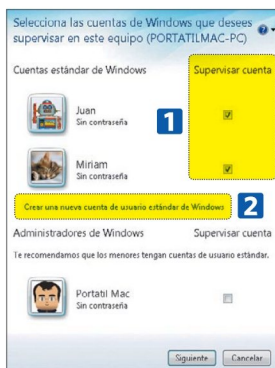 Selecciona las cuentas de Windows que desees
supervisar en este equipo (PORTATILMAC-PC)
Cuentas estándar de Windows Supervisar cuenta
Juan
Sin contraseña
1
Miriam
Sin contraseña
Crear una nueva cuenta de usuario estándar de Windows
2
Administradores de Windows Supervisar cuenta
Te recomendamos que los menores tengan cuentas de usuario estándar.
Portatil Mac
Sin contraseña
Siguiente Cancelar